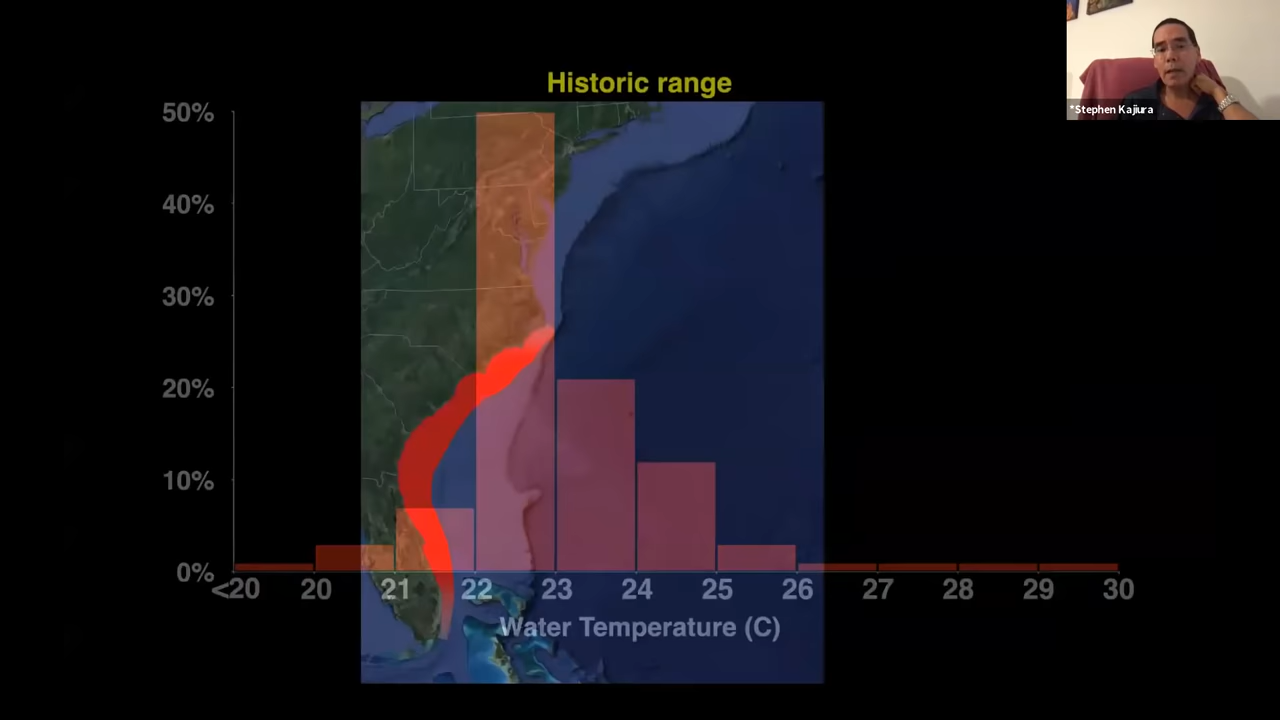 *Stephen Kajiura
Historic range
50%
40%
30%
20%
10%
0%
<20 20 21 22 23 24 25 26 27 28 29 30
Water Temperature (C)